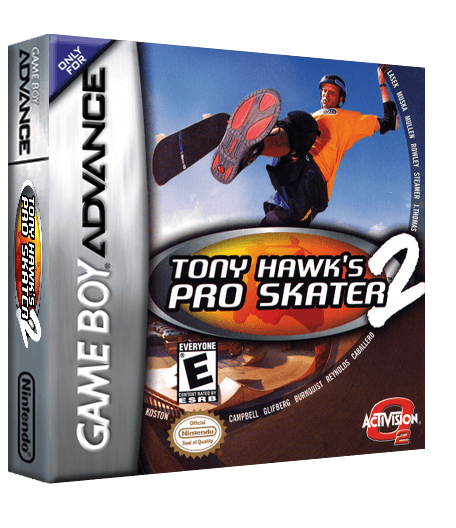 GAME BOY ADVANCE
TONY HAWK'S
PRO SKATER
2
Nintendo
ONLY
FOR
GAME BOY ADVANCE
LASEK MUSKA MULLEN ROWLEY STEAMER J.THOMAS
TONY HAWK'S
PRO SKATER
2
EVERYONE
E
CONTENT RATED BY
ESRB
KOSTON CAMPBELL GLIFBERG BURNQUIST REYNOLDS CABALLERO
Official
Nintendo
Seal of Quality
ACTIVISION
O2